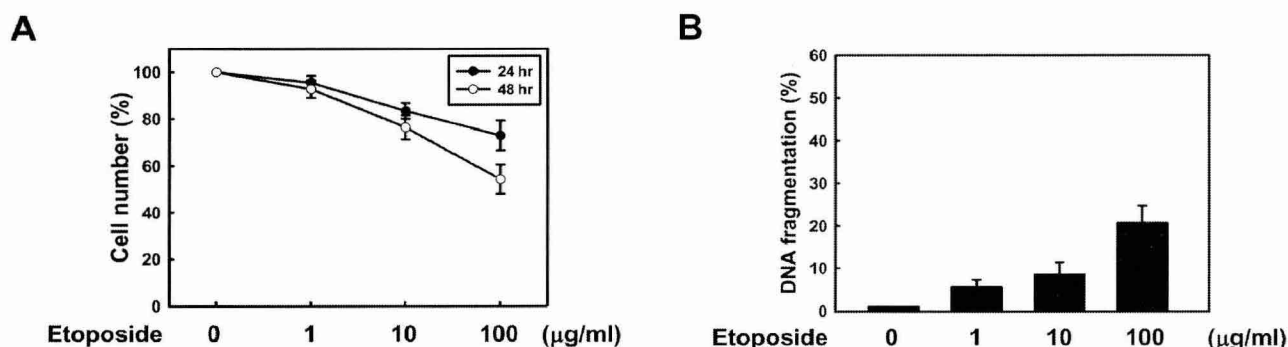 A
Cell number (%)
100
80
60
40
20
0
24 hr
48 hr
Etoposide 0 1 10 100 (μg/ml)
B
DNA fragmentation (%)
60
50
40
30
20
10
0
Etoposide 0 1 10 100 (μg/ml)